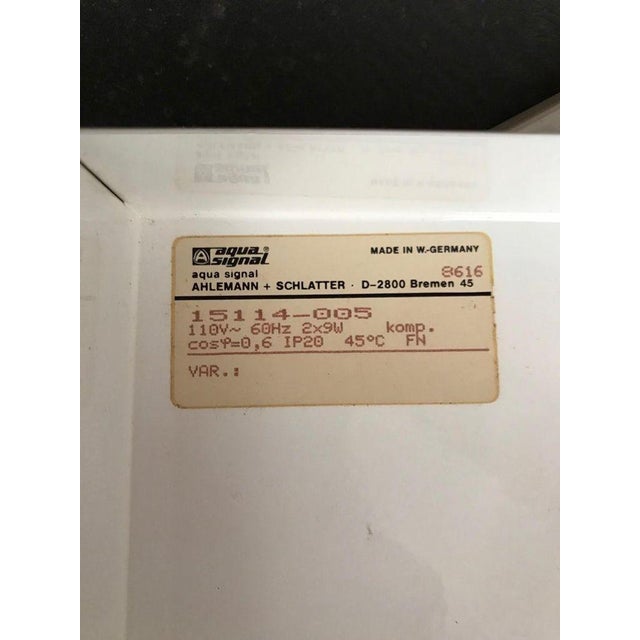 aqua signal®
MADE IN W.-GERMANY
aqua signal
8616
AHLEMANN + SCHLATTER · D-2800 Bremen 45
15114-005
110V~ 60Hz 2x9W komp.
cosφ=0,6 IP20 45°C FN
VAR.: